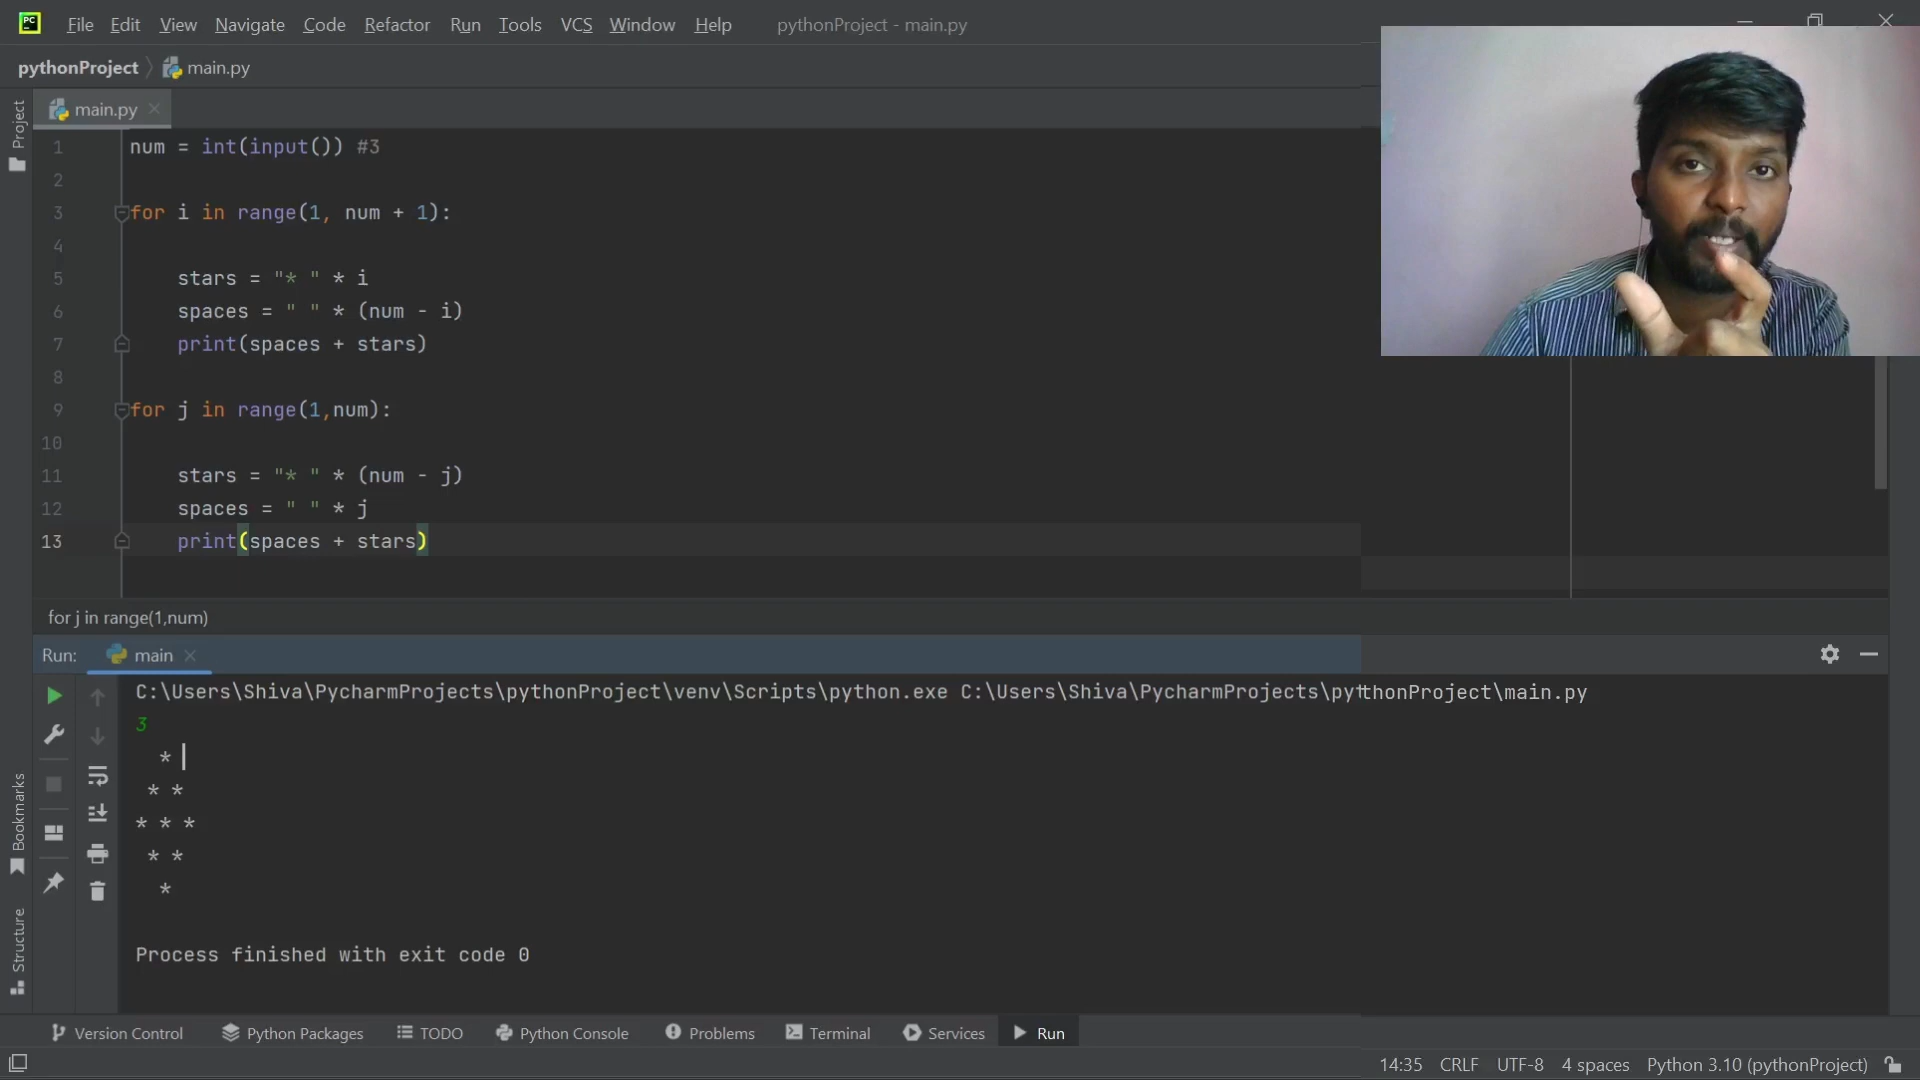 PC File Edit View Navigate Code Refactor Run Tools VCS Window Help pythonProject - main.py
pythonProject main.py
Project
main.py
1 num = int(input()) #3
2
3 for i in range(1, num + 1):
4
5 stars = "* " * i
6 spaces = " " * (num - i)
7 print(spaces + stars)
8
9 for j in range(1,num):
10
11 stars = "* " * (num - j)
12 spaces = " " * j
13 print(spaces + stars)
for j in range(1,num)
Run: main
C:\Users\Shiva\PycharmProjects\pythonProject\venv\Scripts\python.exe C:\Users\Shiva\PycharmProjects\pythonProject\main.py
3
  *
 * *
* * *
 * *
  *
Process finished with exit code 0
Bookmarks
Structure
Version Control Python Packages TODO Python Console Problems Terminal Services Run
14:35 CRLF UTF-8 4 spaces Python 3.10 (pythonProject)